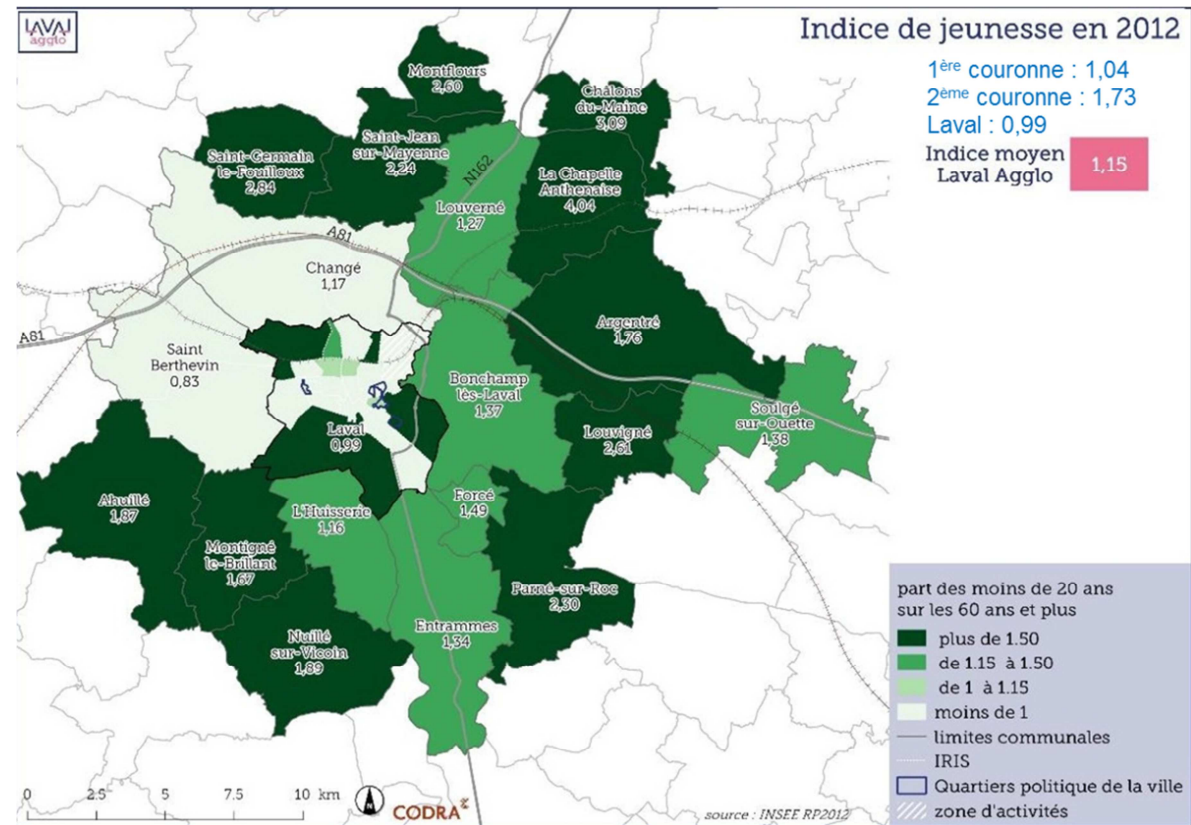 LAVAL
agglo
Indice de jeunesse en 2012
1ère couronne : 1,04
2ème couronne : 1,73
Laval : 0,99
Indice moyen
Laval Agglo
1,15
Montflours
2,60
Châlons
du-Maine
3,09
Saint-Jean
sur-Mayenne
2,24
Saint-Germain
le-Fouilloux
2,84
N162
La Chapelle
Anthenaise
4,04
Louverné
1,27
A81
Changé
1,17
Argentré
1,76
A81
Saint
Berthevin
0,83
Bonchamp
lès-Laval
1,37
Soulgé
sur-Ouette
1,38
Laval
0,99
Louvigné
2,61
Ahuillé
1,87
L'Huisserie
1,16
Forcé
1,49
Montigné
le-Brillant
1,67
Parné-sur-Roc
2,30
Entrammes
1,34
Nuillé
sur-Vicoin
1,89
part des moins de 20 ans
sur les 60 ans et plus
plus de 1.50
de 1.15 à 1.50
de 1 à 1.15
moins de 1
limites communales
IRIS
Quartiers politique de la ville
zone d'activités
0 2.5 5 7.5 10 km
N
CODRA
source : INSEE RP2012